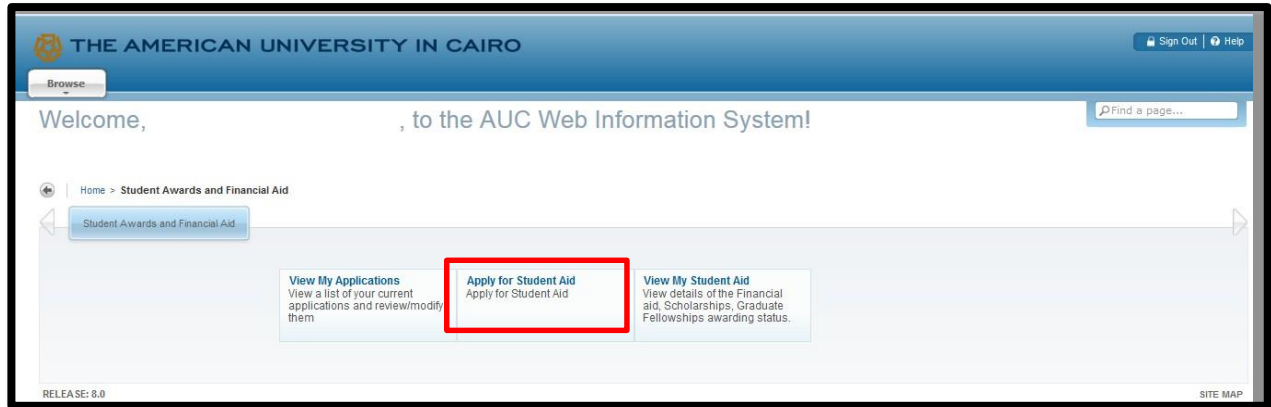 THE AMERICAN UNIVERSITY IN CAIRO
Sign Out | Help
Browse
Welcome, , to the AUC Web Information System!
Find a page...
Home > Student Awards and Financial Aid
Student Awards and Financial Aid
View My Applications
View a list of your current
applications and review/modify
them
Apply for Student Aid
Apply for Student Aid
View My Student Aid
View details of the Financial
aid, Scholarships, Graduate
Fellowships awarding status.
RELEASE: 8.0
SITE MAP